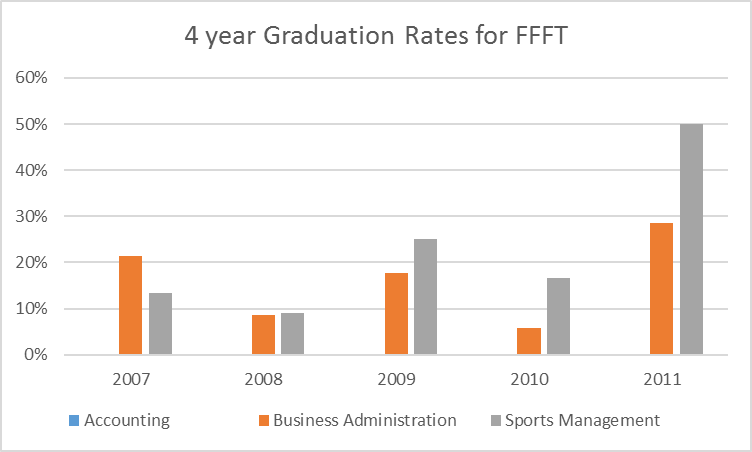 4 year Graduation Rates for FFFT
60%
50%
40%
30%
20%
10%
0%
2007 2008 2009 2010 2011
Accounting Business Administration Sports Management